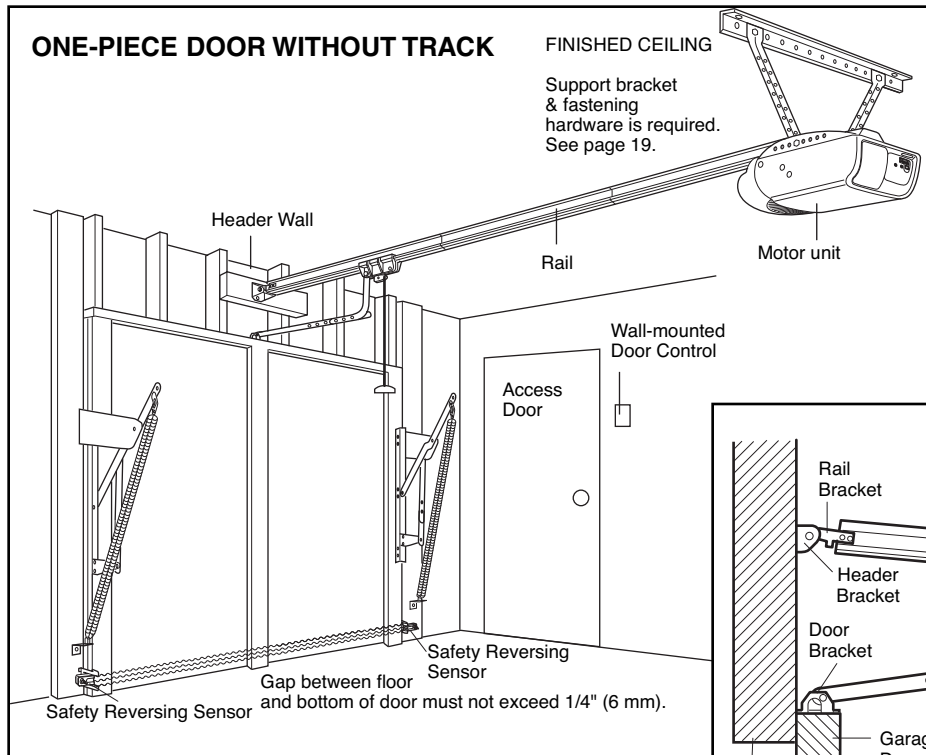 ONE-PIECE DOOR WITHOUT TRACK
FINISHED CEILING
Support bracket
& fastening
hardware is required.
See page 19.
Header Wall
Rail
Motor unit
Wall-mounted
Door Control
Access
Door
Rail
Bracket
Header
Bracket
Door
Bracket
Safety Reversing
Sensor
Gap between floor
and bottom of door must not exceed 1/4" (6 mm).
Safety Reversing Sensor